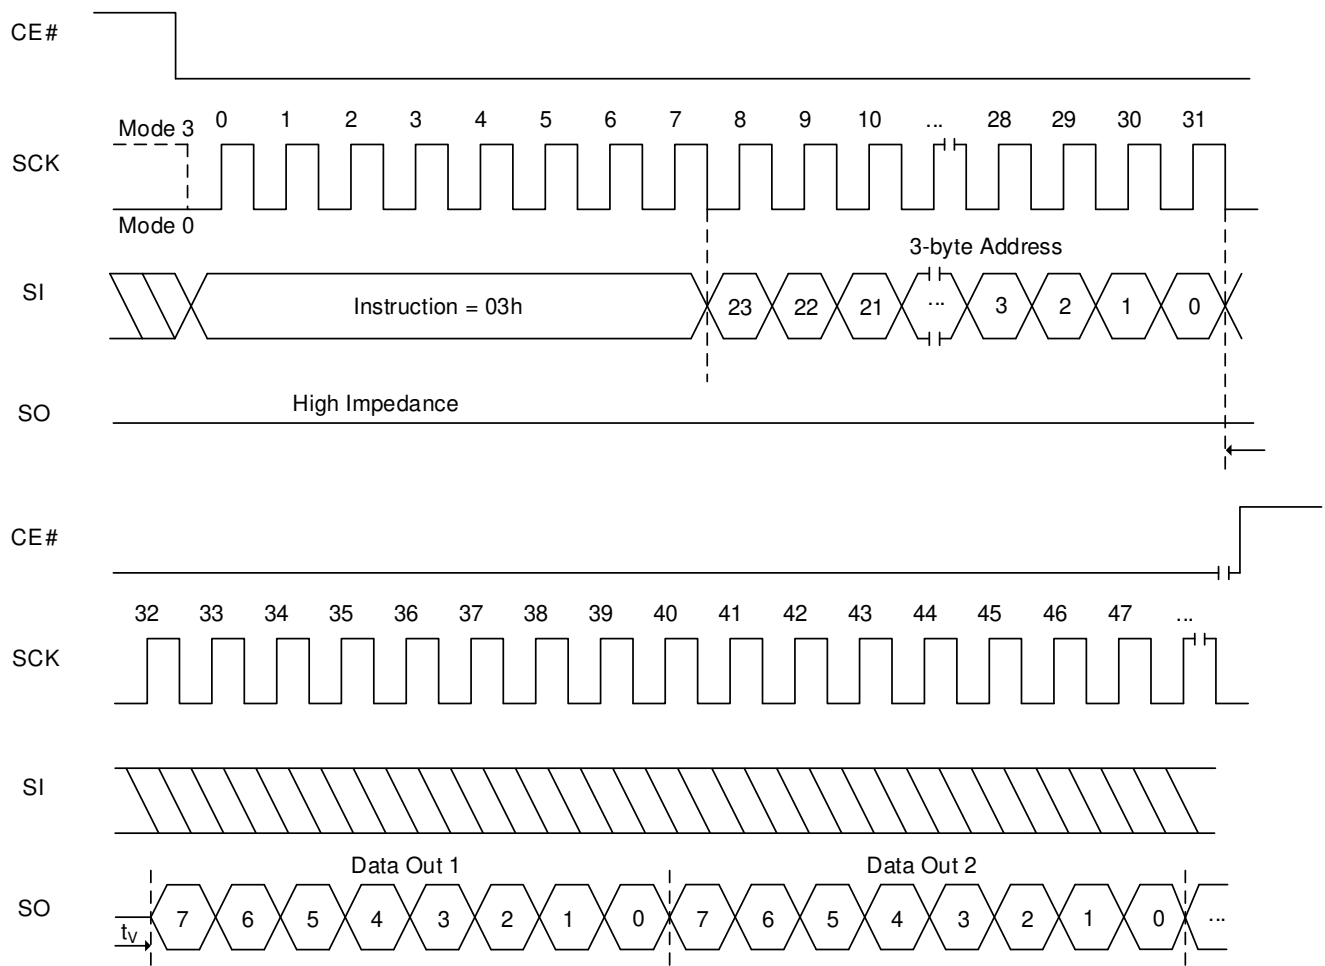 CE#
Mode 3 0 1 2 3 4 5 6 7 8 9 10 ... 28 29 30 31
SCK
Mode 0
3-byte Address
SI Instruction = 03h 23 22 21 ... 3 2 1 0
SO High Impedance
CE#
32 33 34 35 36 37 38 39 40 41 42 43 44 45 46 47 ...
SCK
SI
Data Out 1 Data Out 2
SO 7 6 5 4 3 2 1 0 7 6 5 4 3 2 1 0 ...
tV